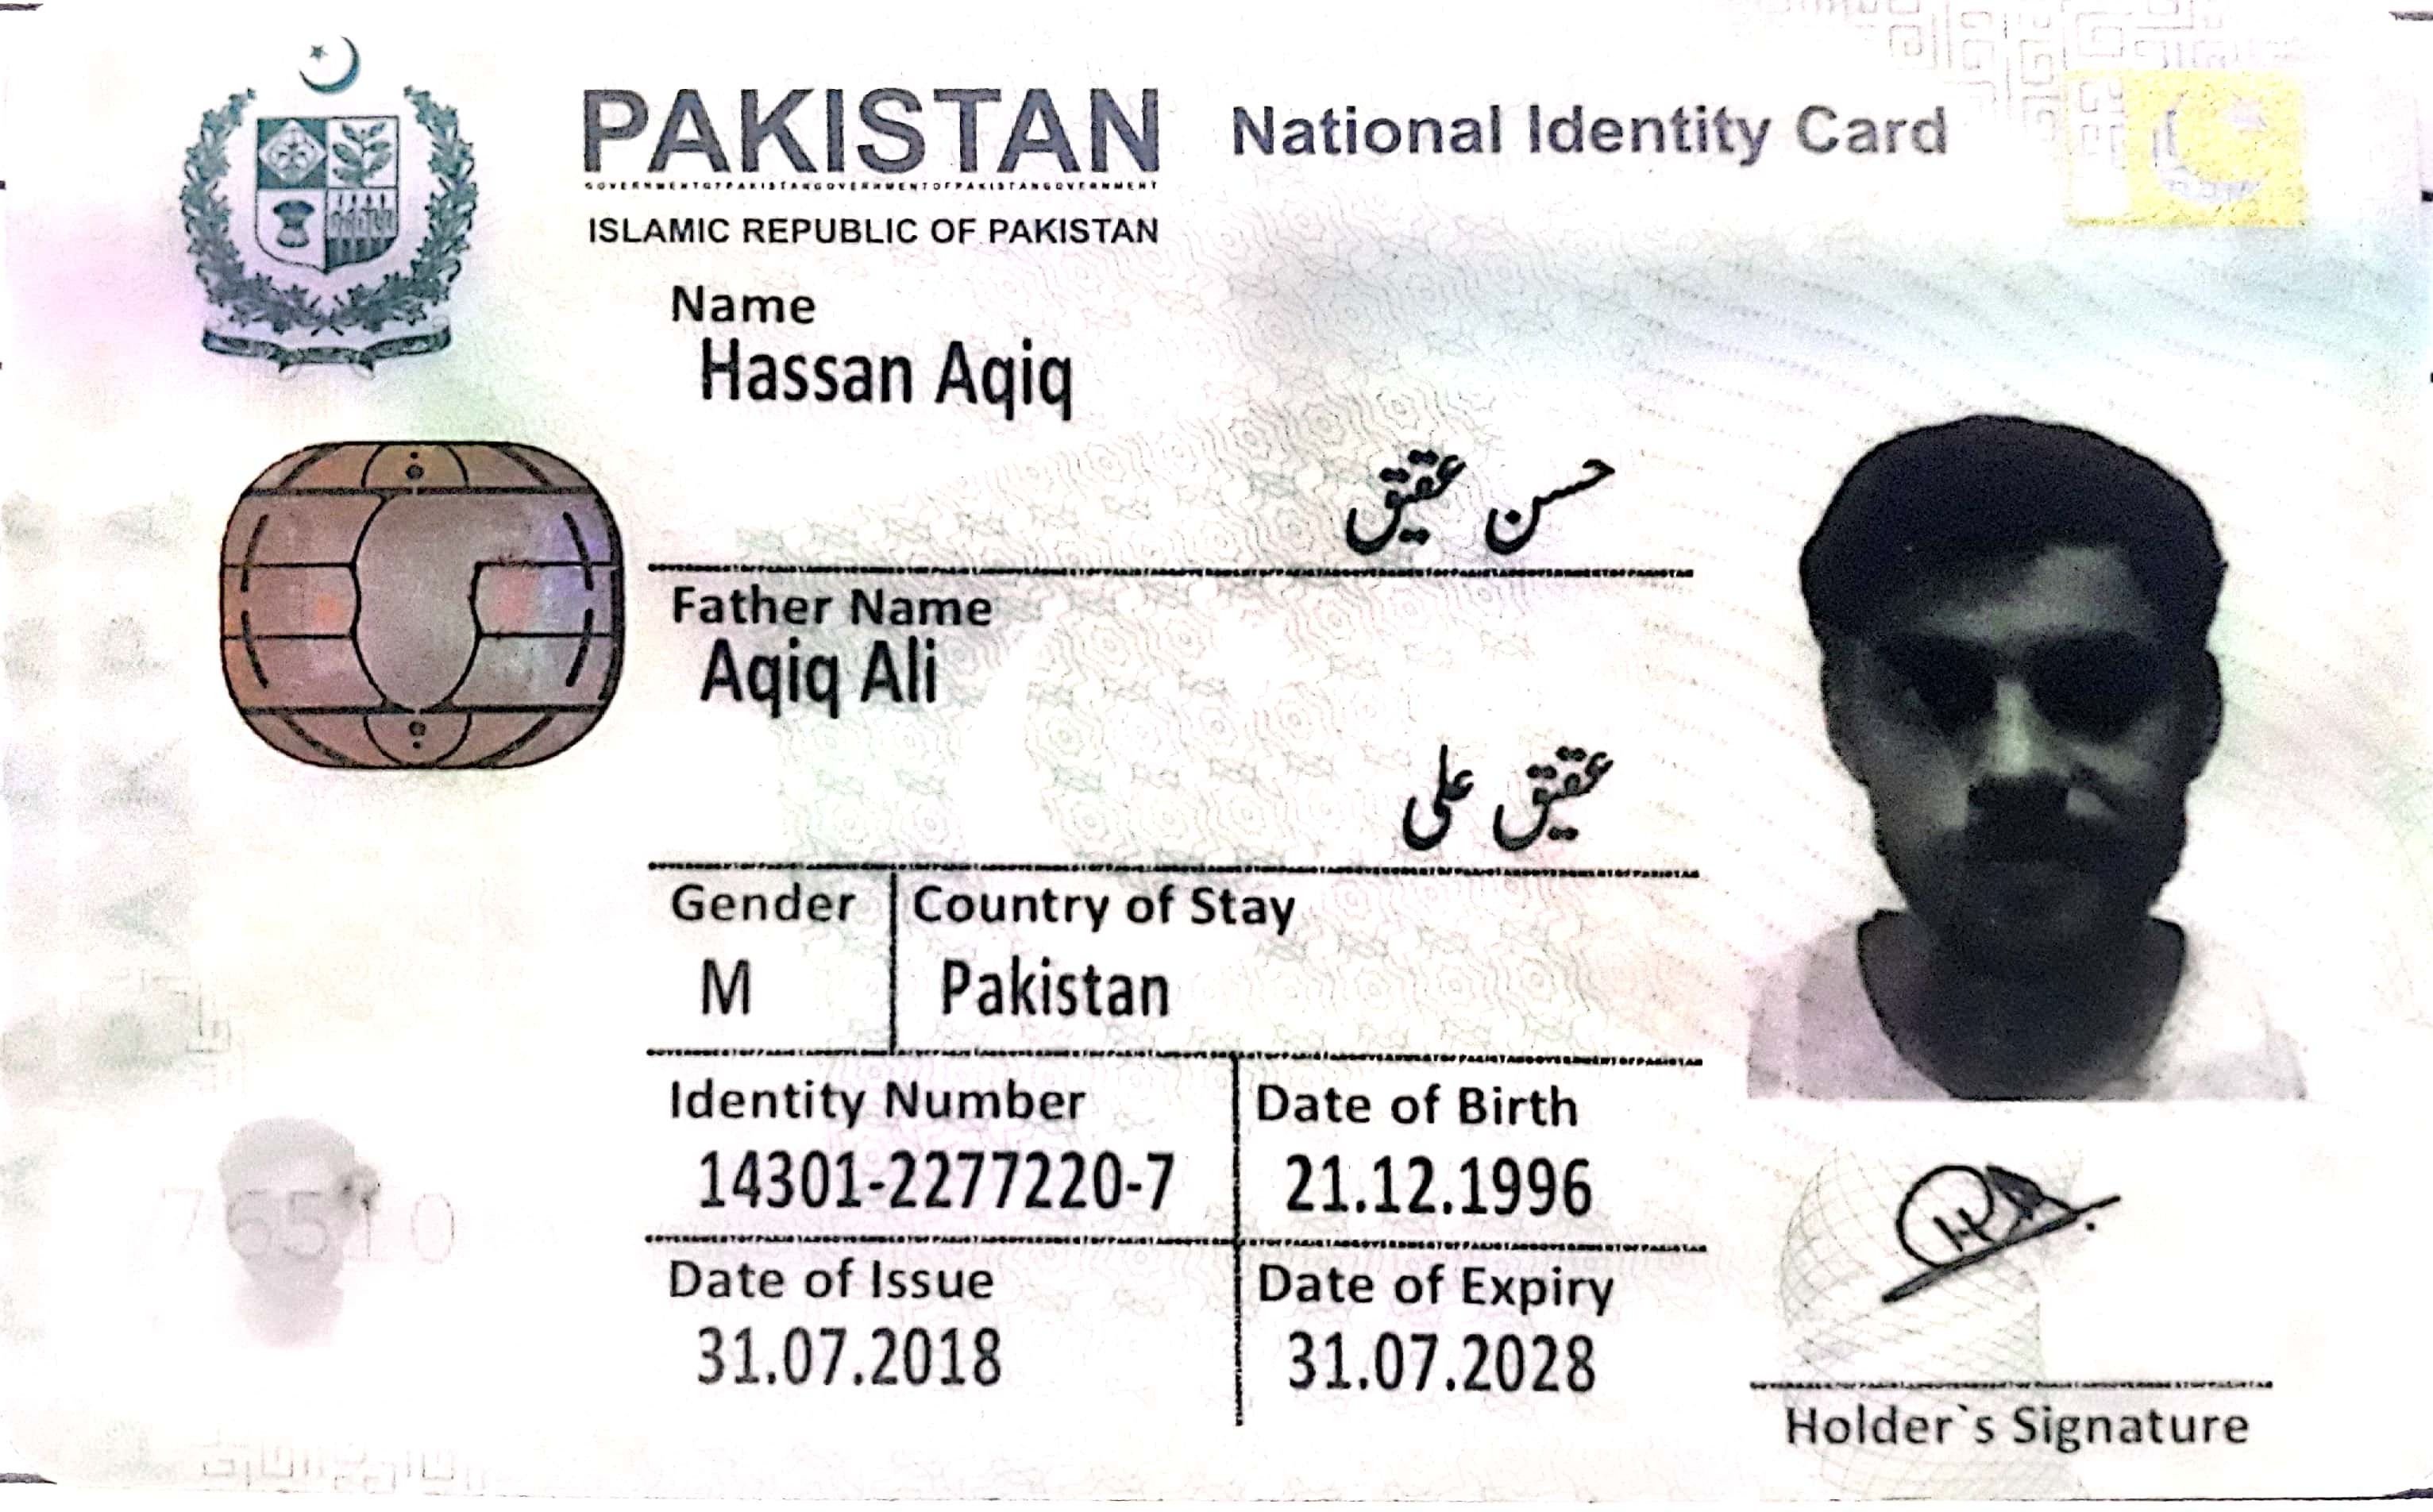 PAKISTAN National Identity Card
ISLAMIC REPUBLIC OF PAKISTAN
Name
Hassan Aqiq
حسن عقیق
Father Name
Aqiq Ali
عقیق علی
Gender Country of Stay
M Pakistan
Identity Number Date of Birth
14301-2277220-7 21.12.1996
Date of Issue Date of Expiry
31.07.2018 31.07.2028
Holder`s Signature